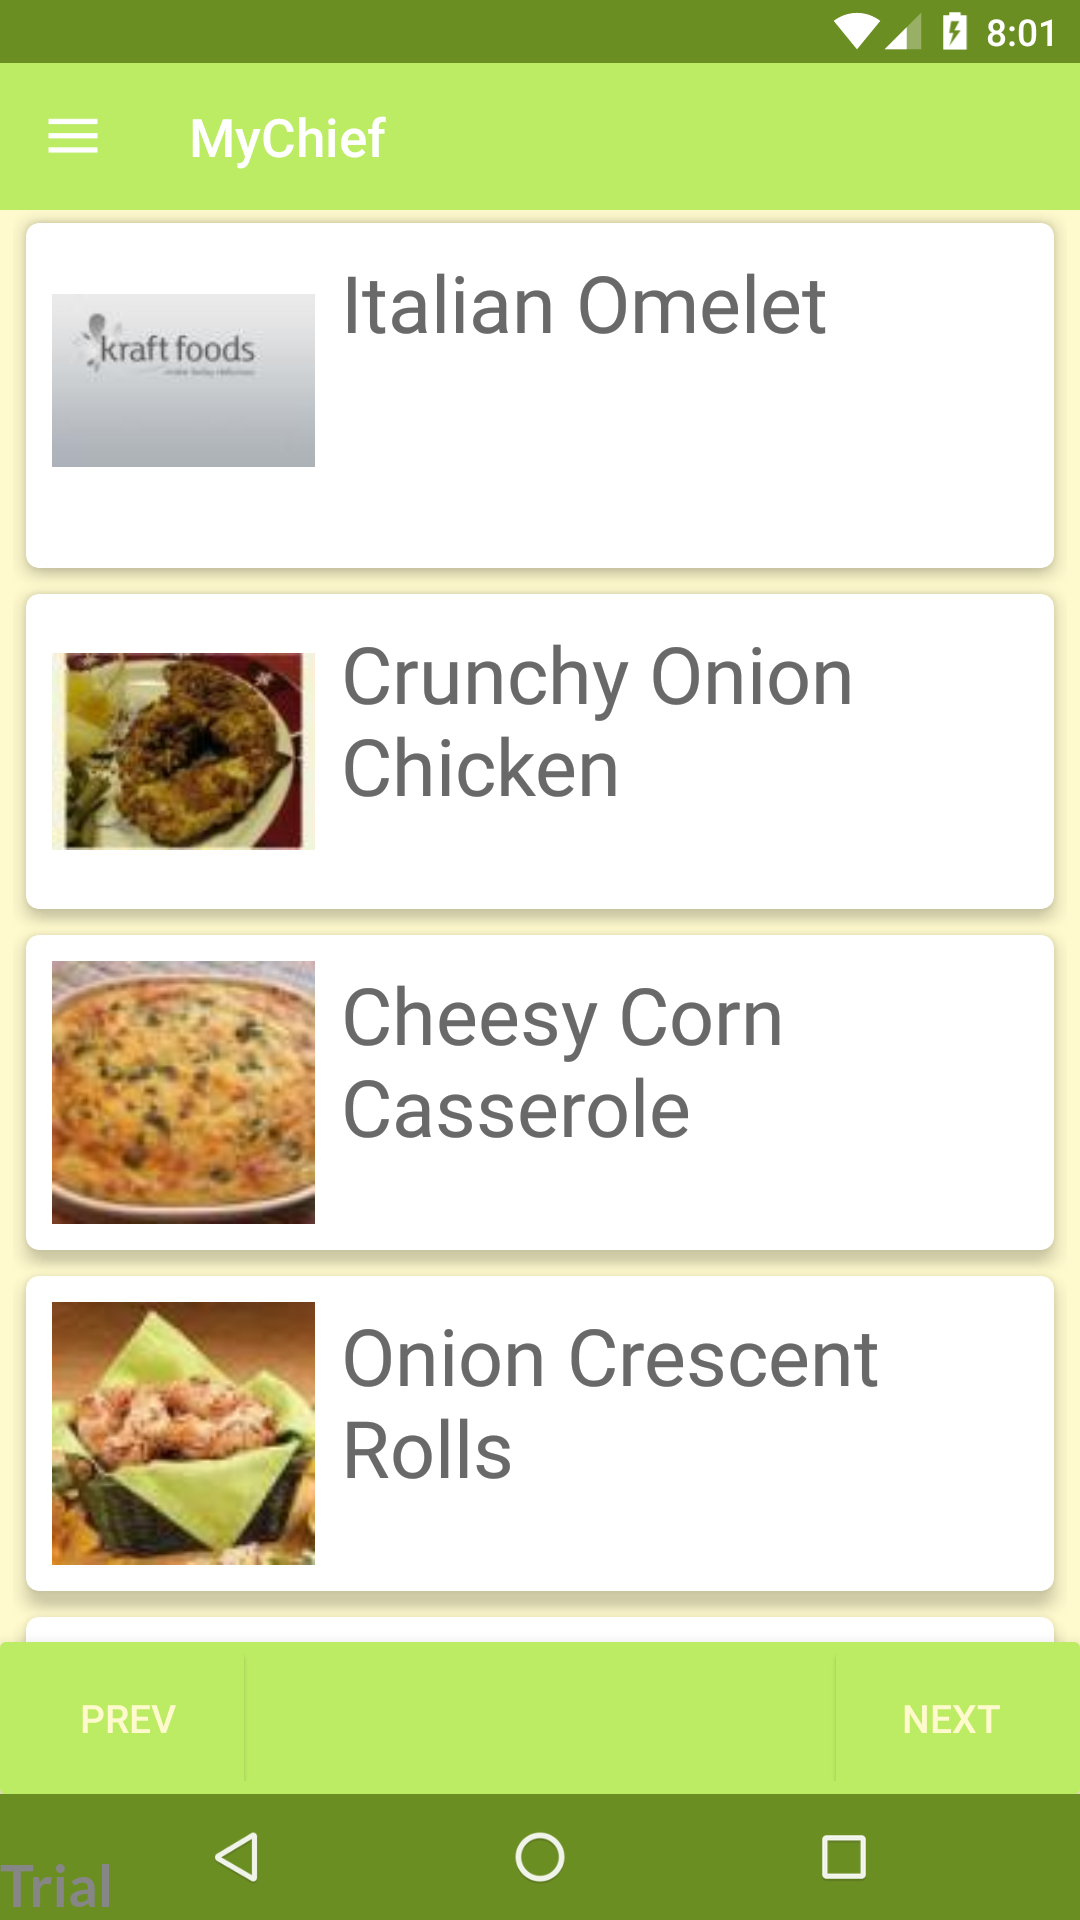 8:01
MyChief
Italian Omelet
kraft foods
Crunchy Onion
Chicken
Cheesy Corn
Casserole
Onion Crescent
Rolls
PREV
NEXT
Trial